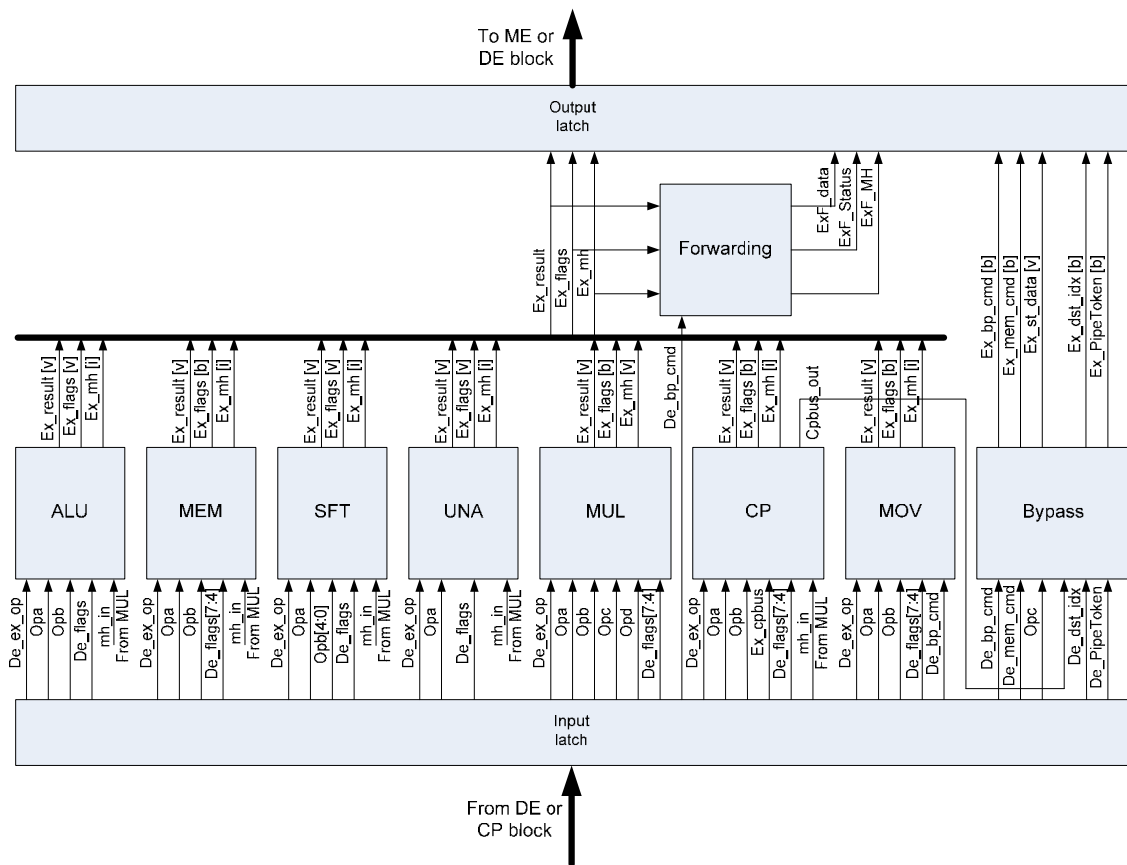 To ME or
DE block
Output
latch
ExF_data
ExF_Status
ExF_MH
Forwarding
Ex_result
Ex_flags
Ex_mh
Ex_bp_cmd [b]
Ex_mem_cmd [b]
Ex_st_data [v]
Ex_dst_idx [b]
Ex_PipeToken [b]
Ex_result [v]
Ex_flags [v]
Ex_mh [i]
Ex_result [v]
Ex_flags [b]
Ex_mh [i]
Ex_result [v]
Ex_flags [v]
Ex_mh [i]
Ex_result [v]
Ex_flags [v]
Ex_mh [i]
Ex_result [v]
Ex_flags [b]
Ex_mh [v]
De_bp_cmd
Ex_result [v]
Ex_flags [b]
Ex_mh [i]
Cpbus_out
Ex_result [v]
Ex_flags [b]
Ex_mh [i]
ALU
MEM
SFT
UNA
MUL
CP
MOV
Bypass
De_ex_op
Opa
Opb
De_flags
mh_in
From MUL
De_ex_op
Opa
Opb
De_flags[7:4]
mh_in
From MUL
De_ex_op
Opa
Opb[4:0]
De_flags
mh_in
From MUL
De_ex_op
Opa
De_flags
mh_in
From MUL
De_ex_op
Opa
Opb
Opc
Opd
De_flags[7:4]
De_ex_op
Opa
Opb
Ex_cpbus
De_flags[7:4]
mh_in
From MUL
De_ex_op
Opa
Opb
De_flags[7:4]
De_bp_cmd
De_bp_cmd
De_mem_cmd
Opc
De_dst_idx
De_PipeToken
Input
latch
From DE or
CP block